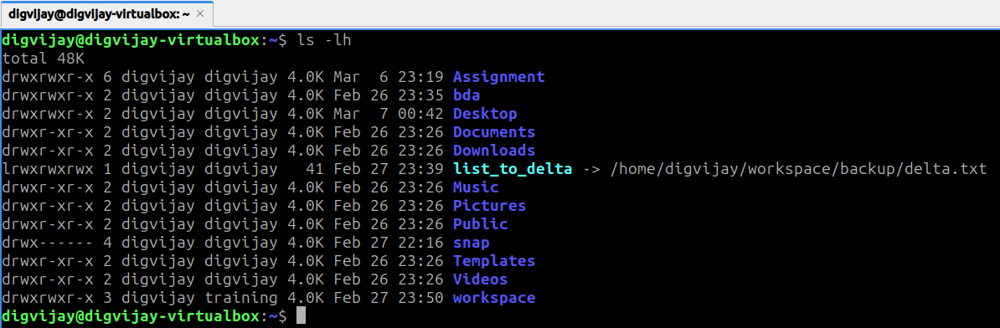 digvijay@digvijay-virtualbox: ~ ×
digvijay@digvijay-virtualbox:~$ ls -lh
total 48K
drwxrwxr-x 6 digvijay digvijay 4.0K Mar  6 23:19 Assignment
drwxrwxr-x 2 digvijay digvijay 4.0K Feb 26 23:35 bda
drwxrwxr-x 2 digvijay digvijay 4.0K Mar  7 00:42 Desktop
drwxr-xr-x 2 digvijay digvijay 4.0K Feb 26 23:26 Documents
drwxr-xr-x 2 digvijay digvijay 4.0K Feb 26 23:26 Downloads
lrwxrwxrwx 1 digvijay digvijay   41 Feb 27 23:39 list_to_delta -> /home/digvijay/workspace/backup/delta.txt
drwxr-xr-x 2 digvijay digvijay 4.0K Feb 26 23:26 Music
drwxr-xr-x 2 digvijay digvijay 4.0K Feb 26 23:26 Pictures
drwxr-xr-x 2 digvijay digvijay 4.0K Feb 26 23:26 Public
drwx------ 4 digvijay digvijay 4.0K Feb 27 22:16 snap
drwxr-xr-x 2 digvijay digvijay 4.0K Feb 26 23:26 Templates
drwxr-xr-x 2 digvijay digvijay 4.0K Feb 26 23:26 Videos
drwxrwxr-x 3 digvijay training 4.0K Feb 27 23:50 workspace
digvijay@digvijay-virtualbox:~$